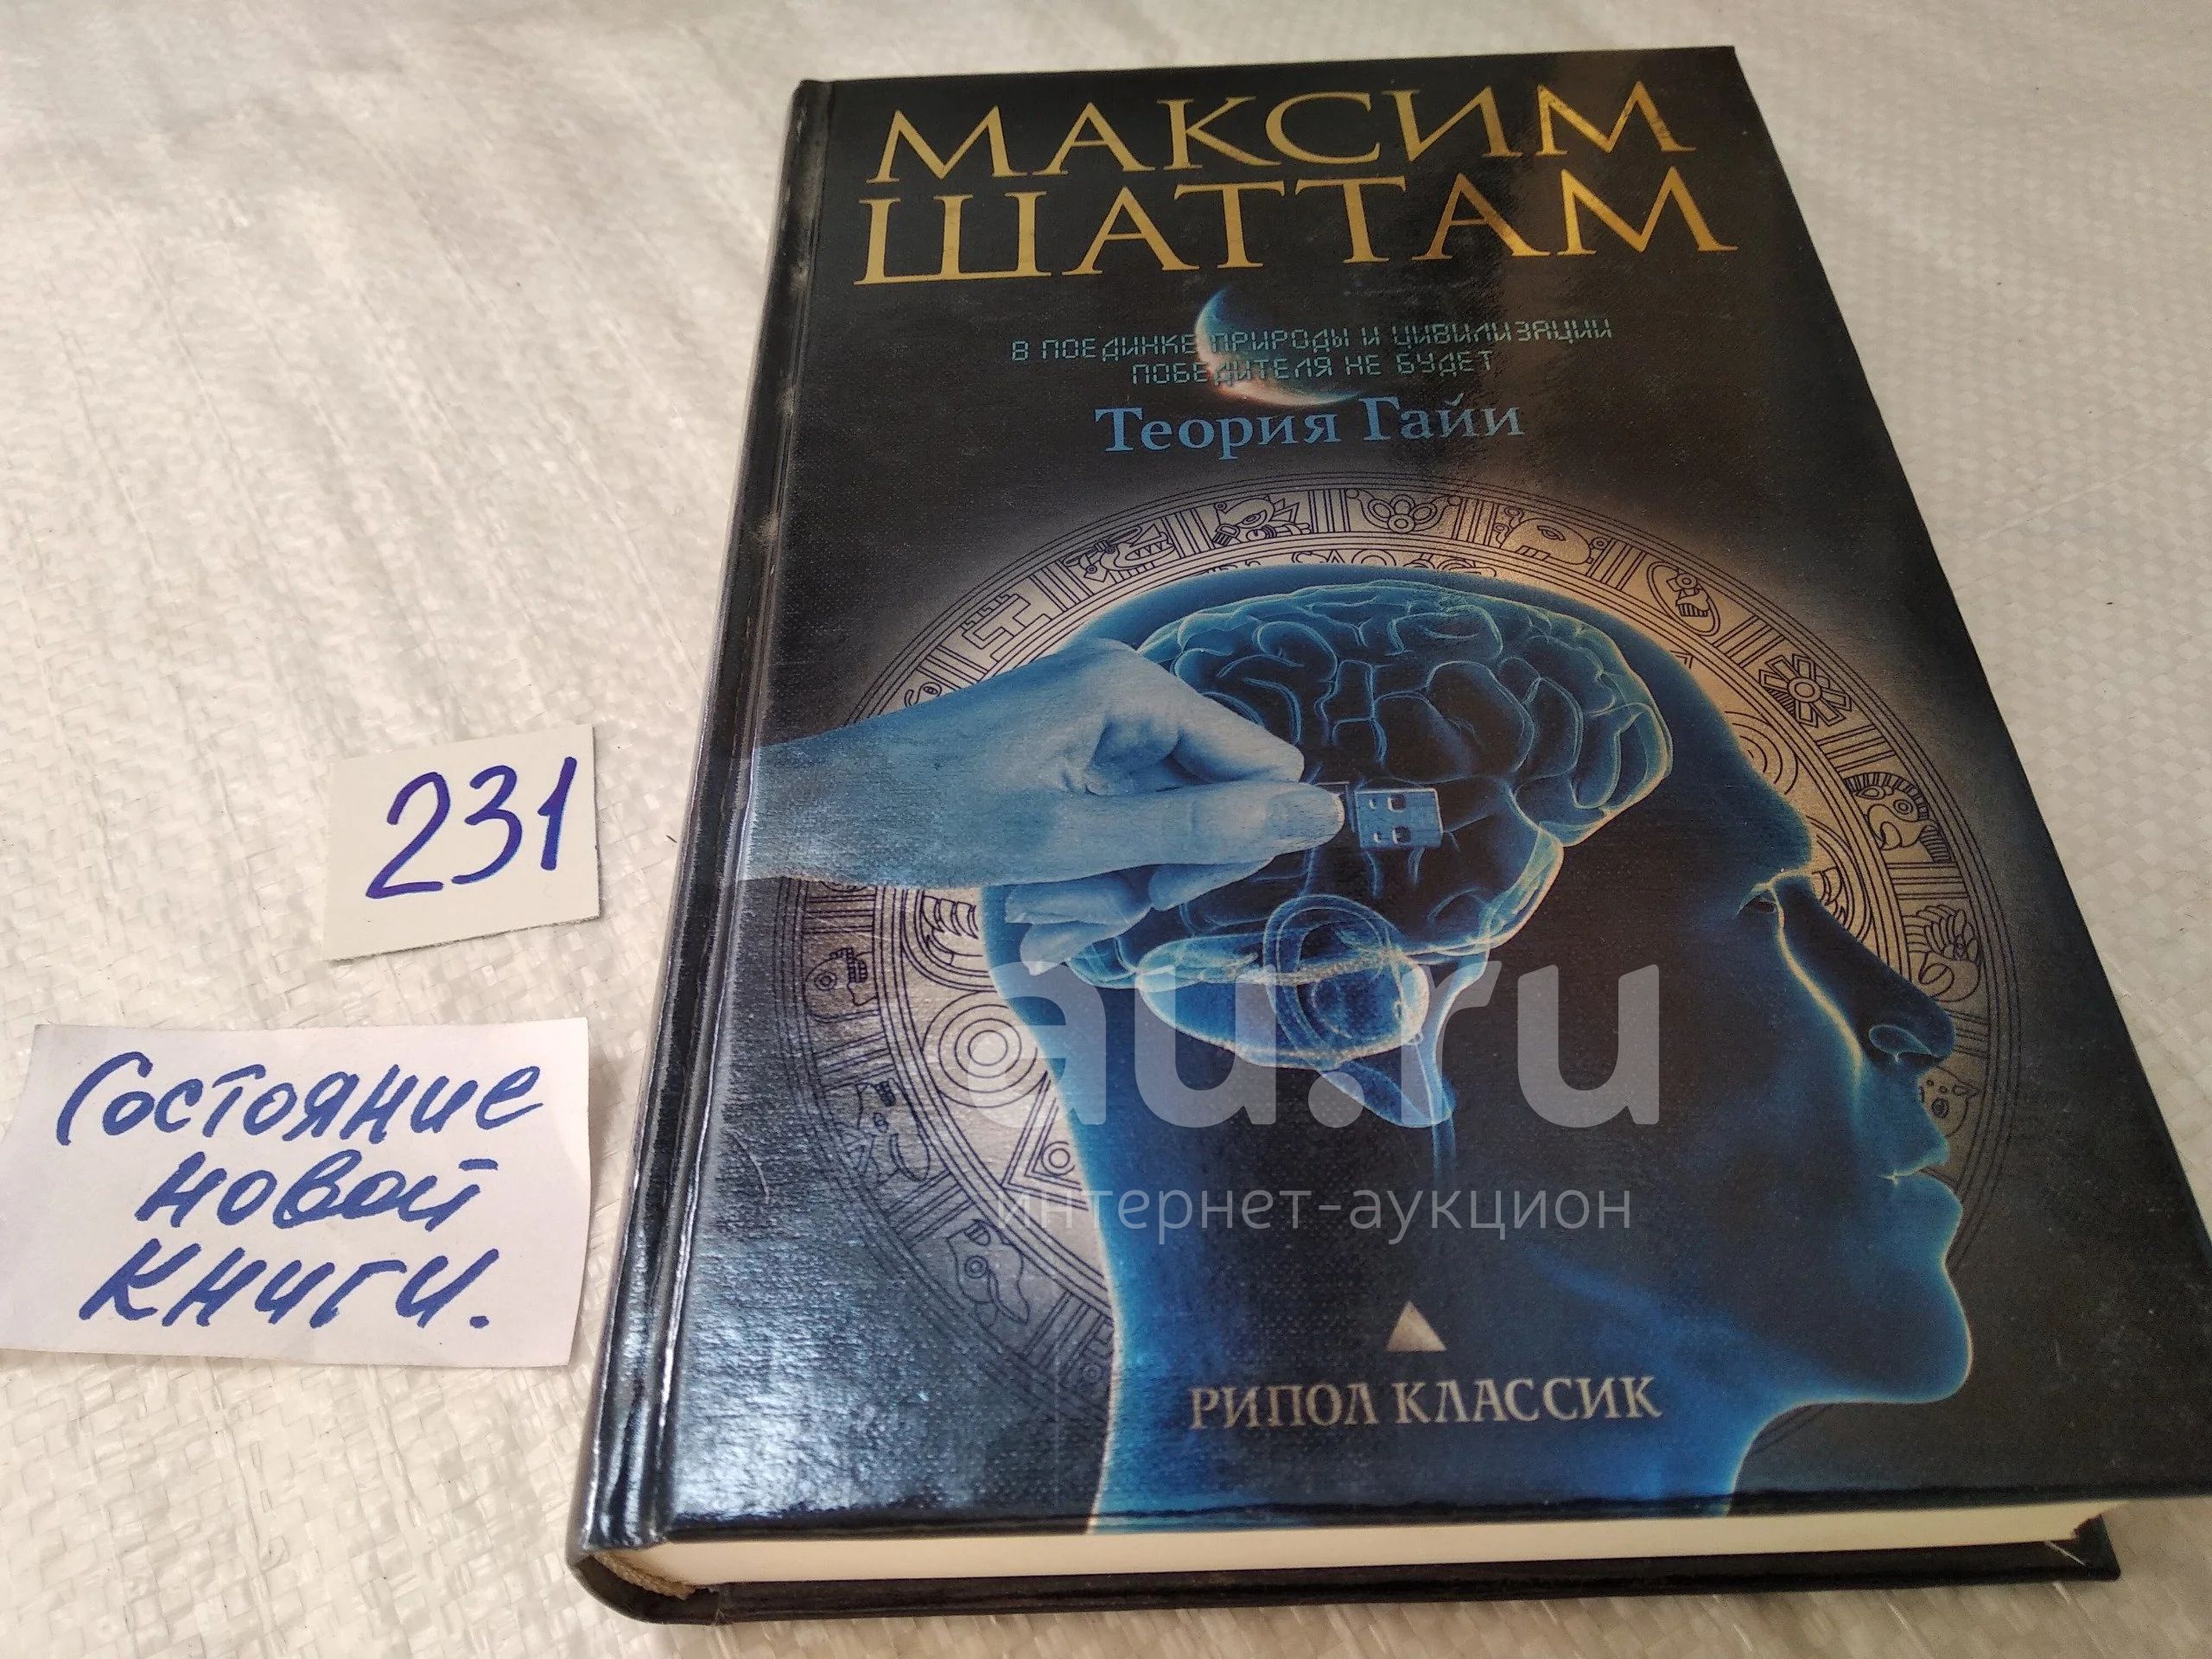 МАКСИМ
ШАТТАМ
В ПОЕДИНКЕ ПРИРОДЫ И ЦИВИЛИЗАЦИИ
ПОБЕДИТЕЛЯ НЕ БУДЕТ
Теория Гайи
231
Состояние
новой
книги.
au.ru
интернет-аукцион
РИПОЛ КЛАССИК